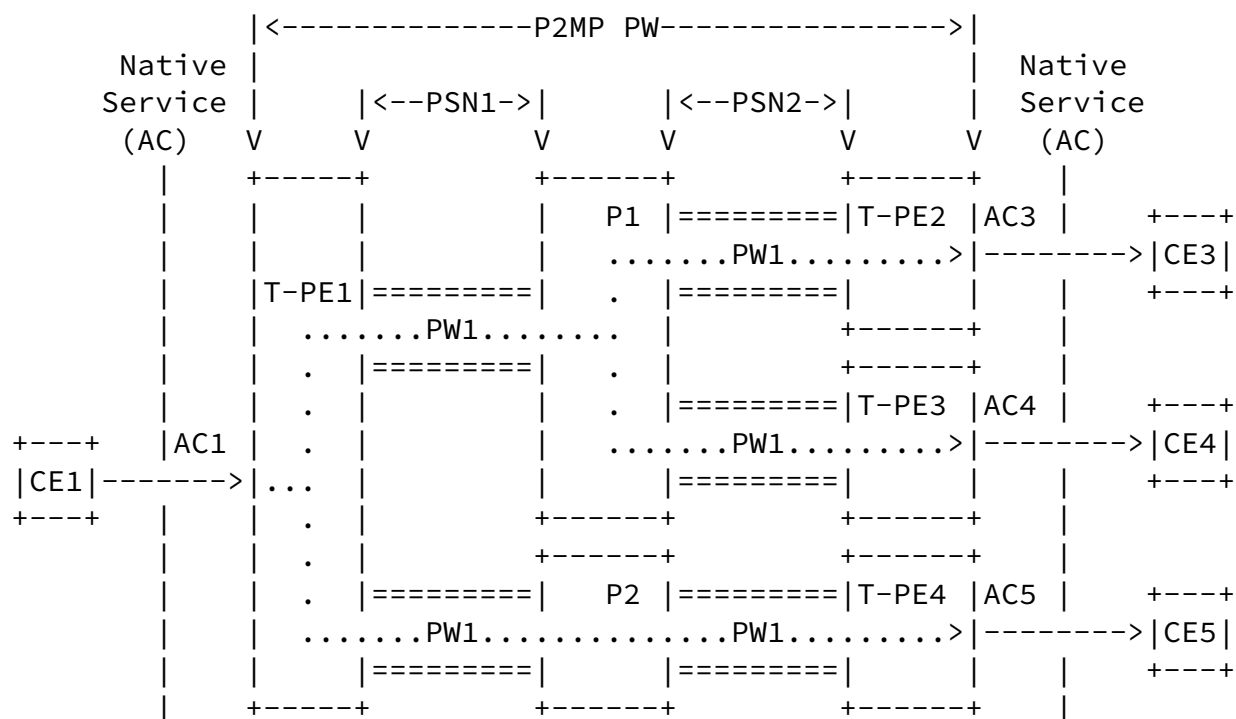 |<--------------P2MP PW---------------->|
Native | | Native
Service | |<--PSN1->| |<--PSN2->| | Service
(AC) V V V V V V (AC)
| +-----+ +------+ +------+ |
| | | | P1 |=========|T-PE2 |AC3 | +---+
| | | | .......PW1.........>|-------->|CE3|
| |T-PE1|=========| . |=========| | | +---+
| | .......PW1........ | +------+ |
| | . |=========| . | +------+ |
| | . | | . |=========|T-PE3 |AC4 | +---+
+---+ |AC1 | . | | .......PW1.........>|-------->|CE4|
|CE1|------->|... | | |=========| | | +---+
+---+ | | . | +------+ +------+ |
| | . | +------+ +------+ |
| | . |=========| P2 |=========|T-PE4 |AC5 | +---+
| | .......PW1..............PW1.........>|-------->|CE5|
| | |=========| |=========| | | +---+
| +-----+ +------+ +------+ |